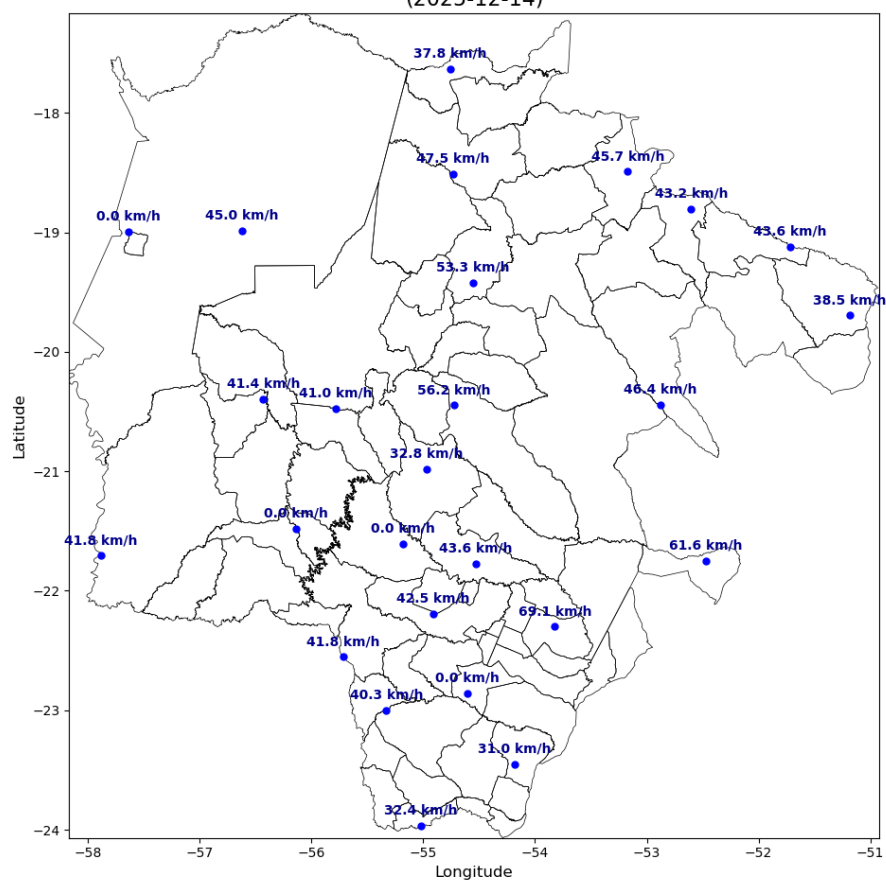 (2025-12-14)
37.8 km/h
47.5 km/h
45.7 km/h
43.2 km/h
0.0 km/h
45.0 km/h
43.6 km/h
53.3 km/h
38.5 km/h
41.4 km/h
41.0 km/h
56.2 km/h
46.4 km/h
32.8 km/h
0.0 km/h
0.0 km/h
41.8 km/h
43.6 km/h
61.6 km/h
42.5 km/h
69.1 km/h
41.8 km/h
0.0 km/h
40.3 km/h
31.0 km/h
32.4 km/h
−18
−19
−20
−21
−22
−23
−24
Latitude
−58 −57 −56 −55 −54 −53 −52 −51
Longitude